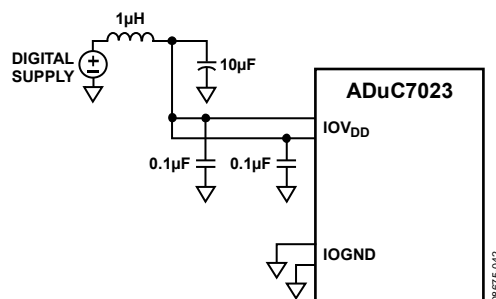 1µH
DIGITAL
SUPPLY
10µF
ADuC7023
IOVDD
0.1µF
0.1µF
IOGND